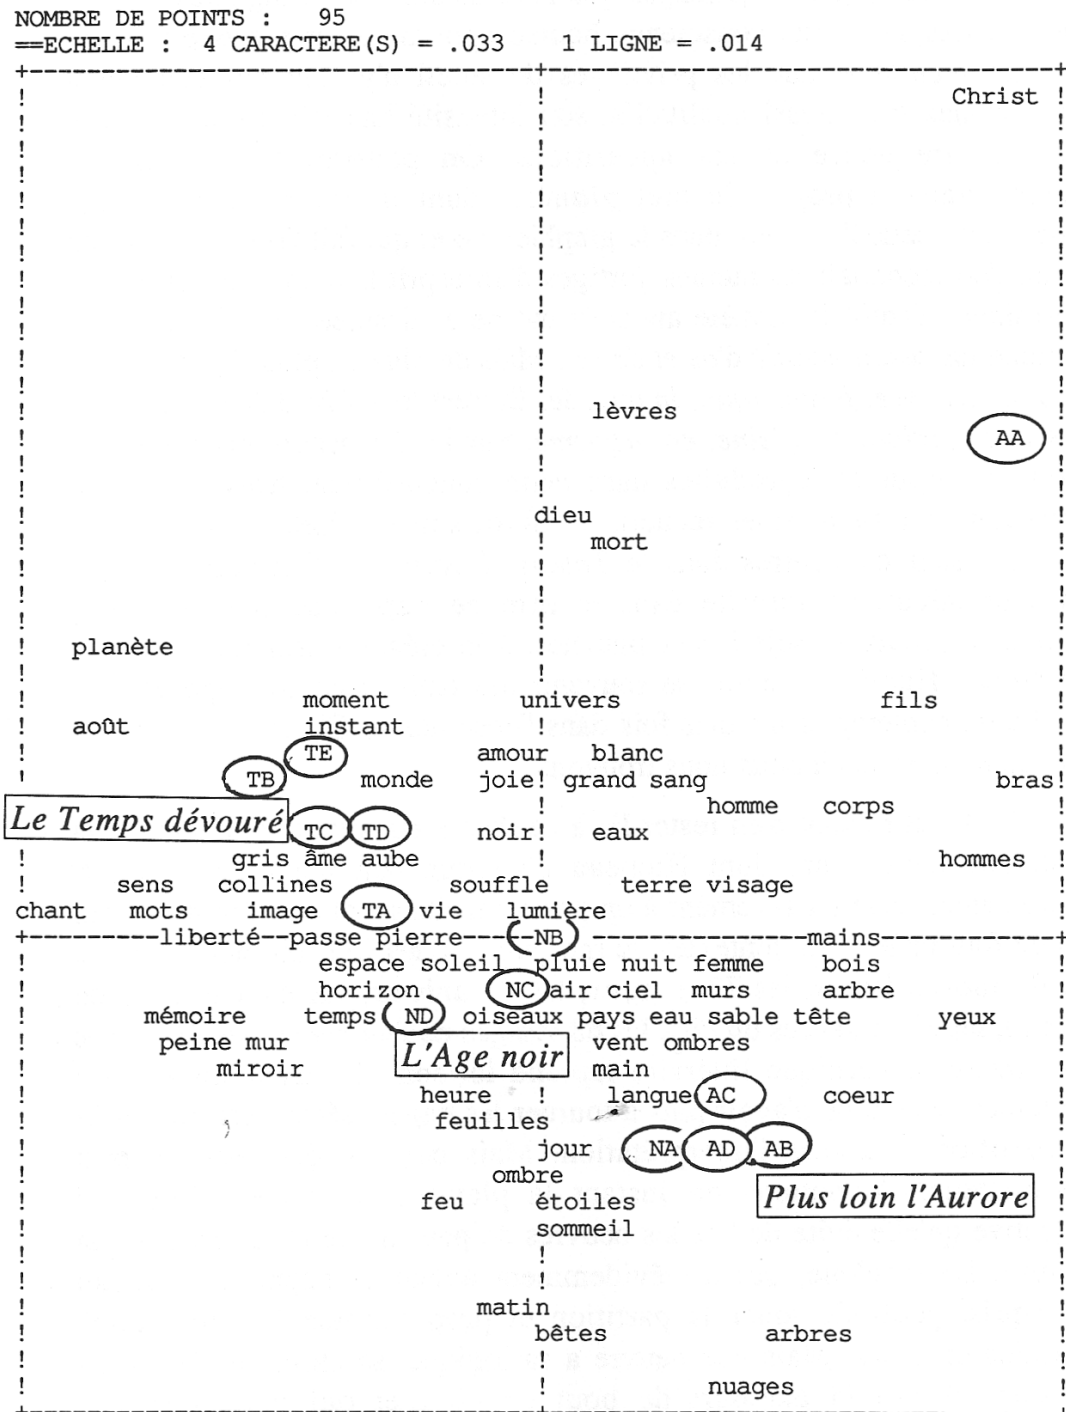 NOMBRE DE POINTS : 95
==ECHELLE : 4 CARACTERE(S) = .033 1 LIGNE = .014
Christ
lèvres
AA
dieu
mort
planète
moment univers fils
août instant
TE amour blanc
TB monde joie! grand sang bras!
homme corps
Le Temps dévouré TC TD noir! eaux
gris âme aube hommes
sens collines souffle terre visage
chant mots image TA vie lumière
liberté--passe pierre-----NB mains
espace soleil pluie nuit femme bois
horizon NC air ciel murs arbre
mémoire temps ND oiseaux pays eau sable tête yeux
peine mur L'Age noir vent ombres
miroir main
heure ! langue AC coeur
feuilles
jour NA AD AB
ombre
feu étoiles Plus loin l'Aurore
sommeil
matin
bêtes arbres
nuages